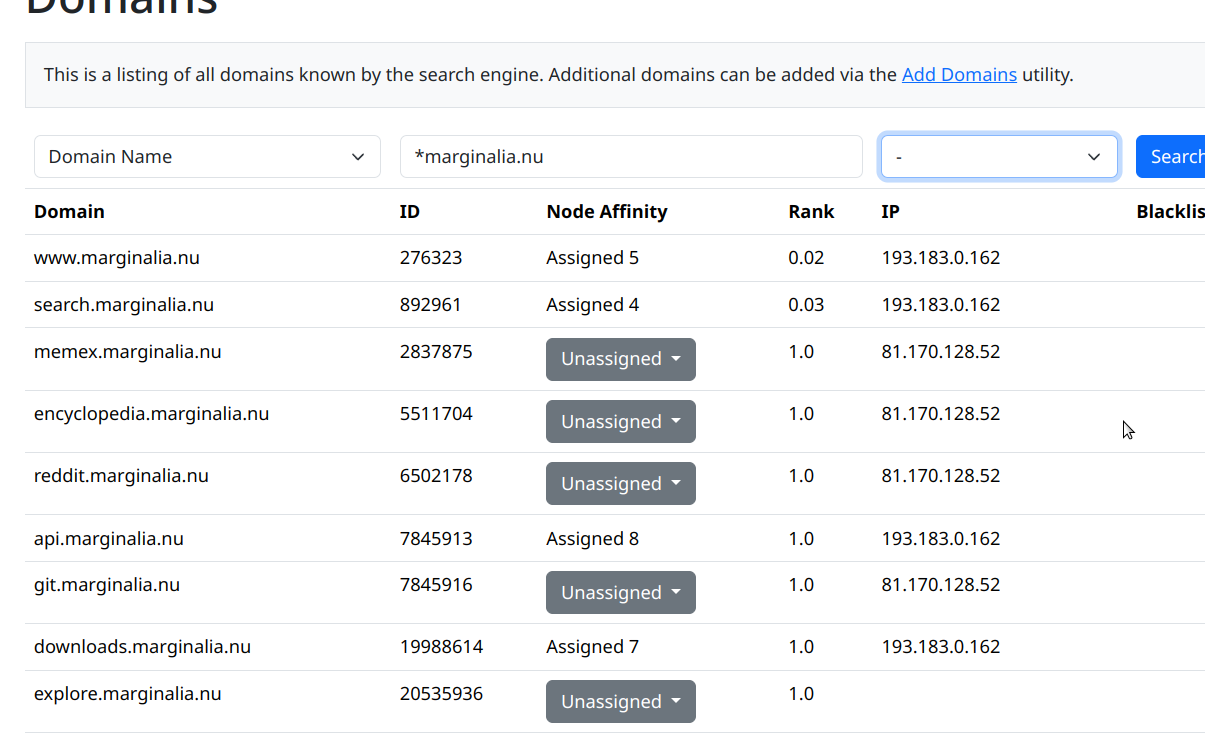 Domains
This is a listing of all domains known by the search engine. Additional domains can be added via the Add Domains utility.
Domain Name *marginalia.nu - Search
Domain ID Node Affinity Rank IP Blacklis
www.marginalia.nu 276323 Assigned 5 0.02 193.183.0.162
search.marginalia.nu 892961 Assigned 4 0.03 193.183.0.162
memex.marginalia.nu 2837875 Unassigned 1.0 81.170.128.52
encyclopedia.marginalia.nu 5511704 Unassigned 1.0 81.170.128.52
reddit.marginalia.nu 6502178 Unassigned 1.0 81.170.128.52
api.marginalia.nu 7845913 Assigned 8 1.0 193.183.0.162
git.marginalia.nu 7845916 Unassigned 1.0 81.170.128.52
downloads.marginalia.nu 19988614 Assigned 7 1.0 193.183.0.162
explore.marginalia.nu 20535936 Unassigned 1.0